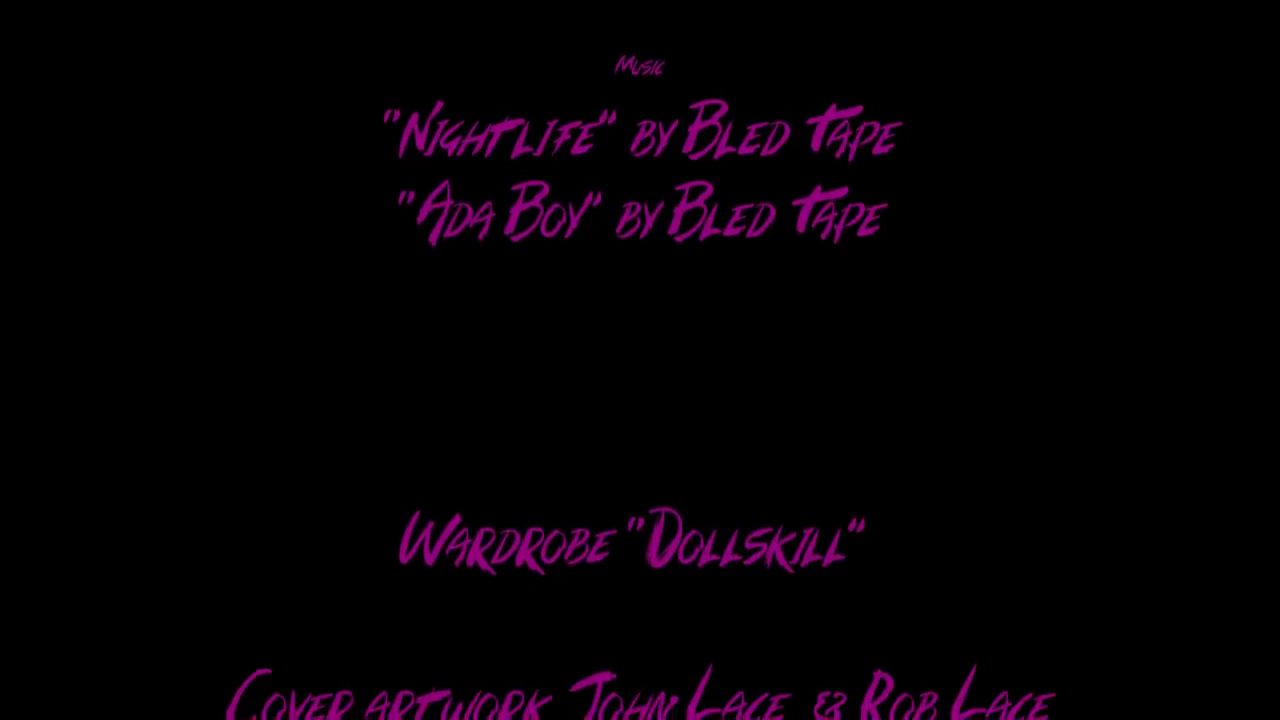 Music
"Nightlife" by Bled Tape
"Ada Boy" by Bled Tape
Wardrobe "Dollskill"
Cover artwork John Lace & Rob Lace